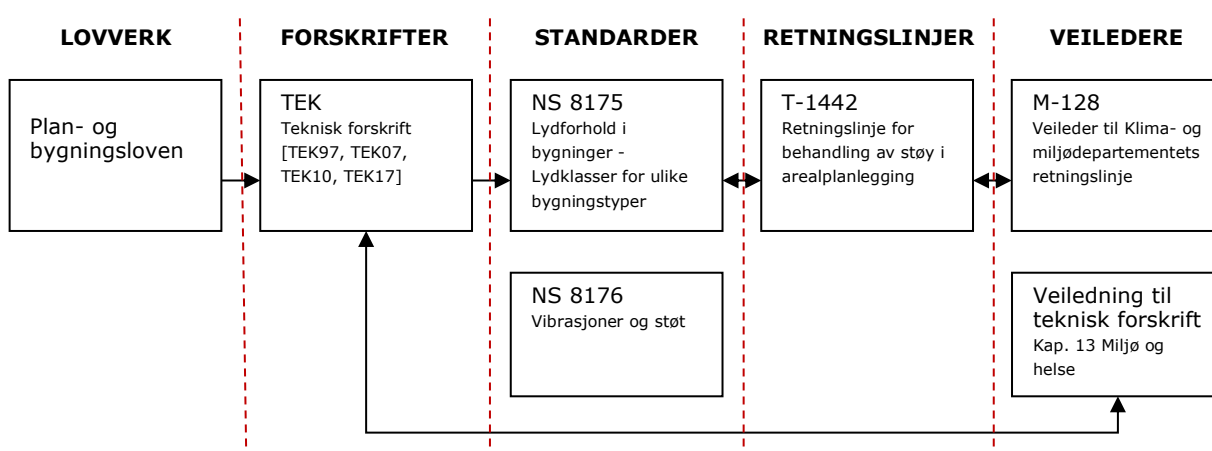 LOVVERK
FORSKRIFTER
STANDARDER
RETNINGSLINJER
VEILEDERE
Plan- og
bygningsloven
TEK
Teknisk forskrift
[TEK97, TEK07,
TEK10, TEK17]
NS 8175
Lydforhold i
bygninger -
Lydklasser for ulike
bygningstyper
T-1442
Retningslinje for
behandling av støy i
arealplanlegging
M-128
Veileder til Klima- og
miljødepartementets
retningslinje
NS 8176
Vibrasjoner og støt
Veiledning til
teknisk forskrift
Kap. 13 Miljø og
helse